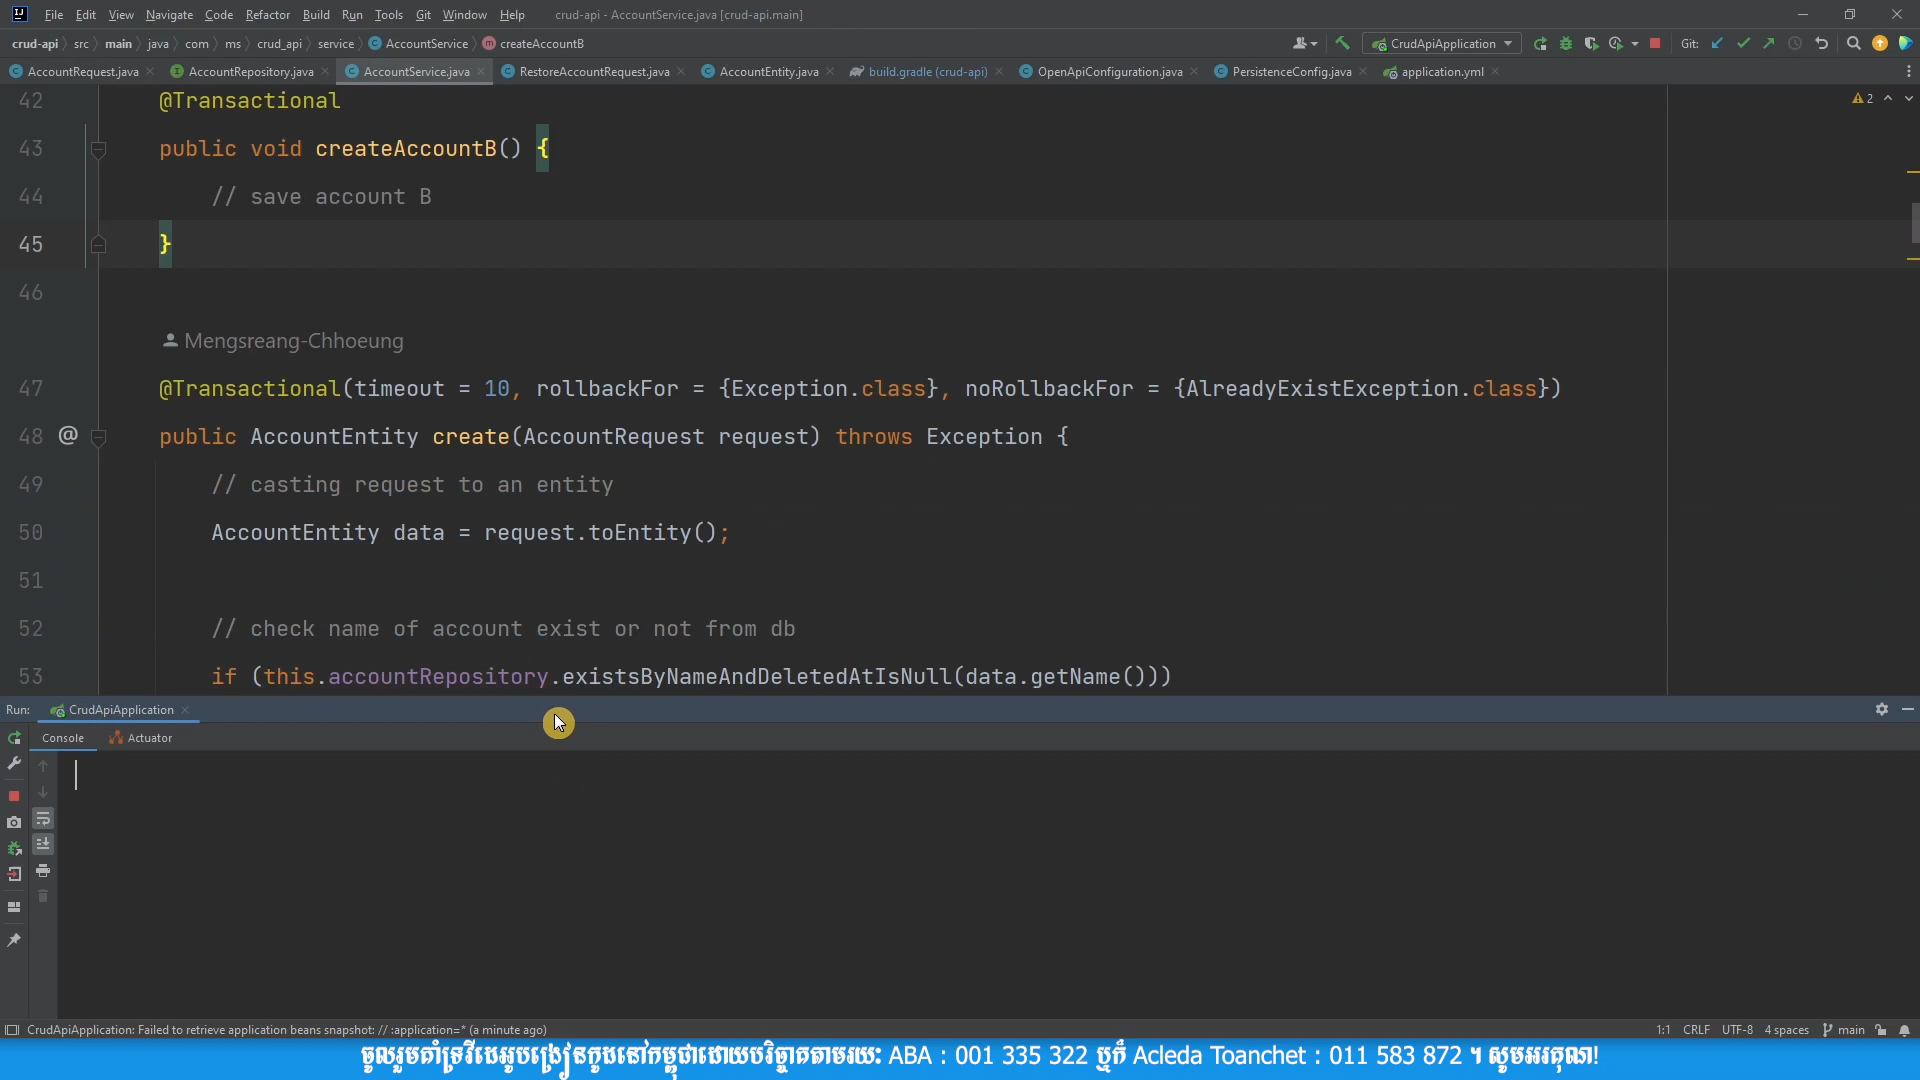 File Edit View Navigate Code Refactor Build Run Tools Git Window Help crud-api - AccountService.java [crud-api.main]
crud-api src main java com ms crud_api service AccountService createAccountB CrudApiApplication Git:
AccountRequest.java AccountRepository.java AccountService.java RestoreAccountRequest.java AccountEntity.java build.gradle (crud-api) OpenApiConfiguration.java PersistenceConfig.java application.yml
42 @Transactional 2
43 public void createAccountB() {
44 // save account B
45 }
46
Mengsreang-Chhoeung
47 @Transactional(timeout = 10, rollbackFor = {Exception.class}, noRollbackFor = {AlreadyExistException.class})
48 @ public AccountEntity create(AccountRequest request) throws Exception {
49 // casting request to an entity
50 AccountEntity data = request.toEntity();
51
52 // check name of account exist or not from db
53 if (this.accountRepository.existsByNameAndDeletedAtIsNull(data.getName()))
Run: CrudApiApplication
Console Actuator
CrudApiApplication: Failed to retrieve application beans snapshot: // :application=* (a minute ago) 1:1 CRLF UTF-8 4 spaces main
ចូលរួមគាំទ្រវីដេអូបង្រៀនកូដនៅកម្ពុជាដោយបរិច្ចាគតាមរយៈ ABA : 001 335 322 ឬក៏ Acleda Toanchet : 011 583 872 ។ សូមអរគុណ!